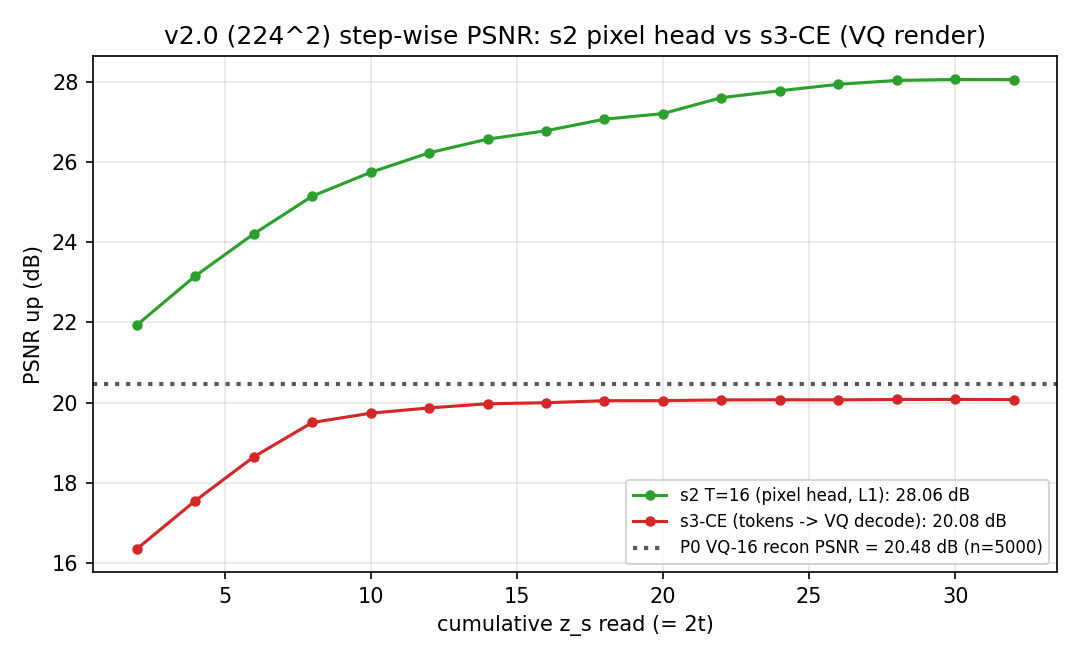 v2.0 (224^2) step-wise PSNR: s2 pixel head vs s3-CE (VQ render)
PSNR up (dB)
28
26
24
22
20
18
16
s2 T=16 (pixel head, L1): 28.06 dB
s3-CE (tokens -> VQ decode): 20.08 dB
P0 VQ-16 recon PSNR = 20.48 dB (n=5000)
5 10 15 20 25 30
cumulative z_s read (= 2t)